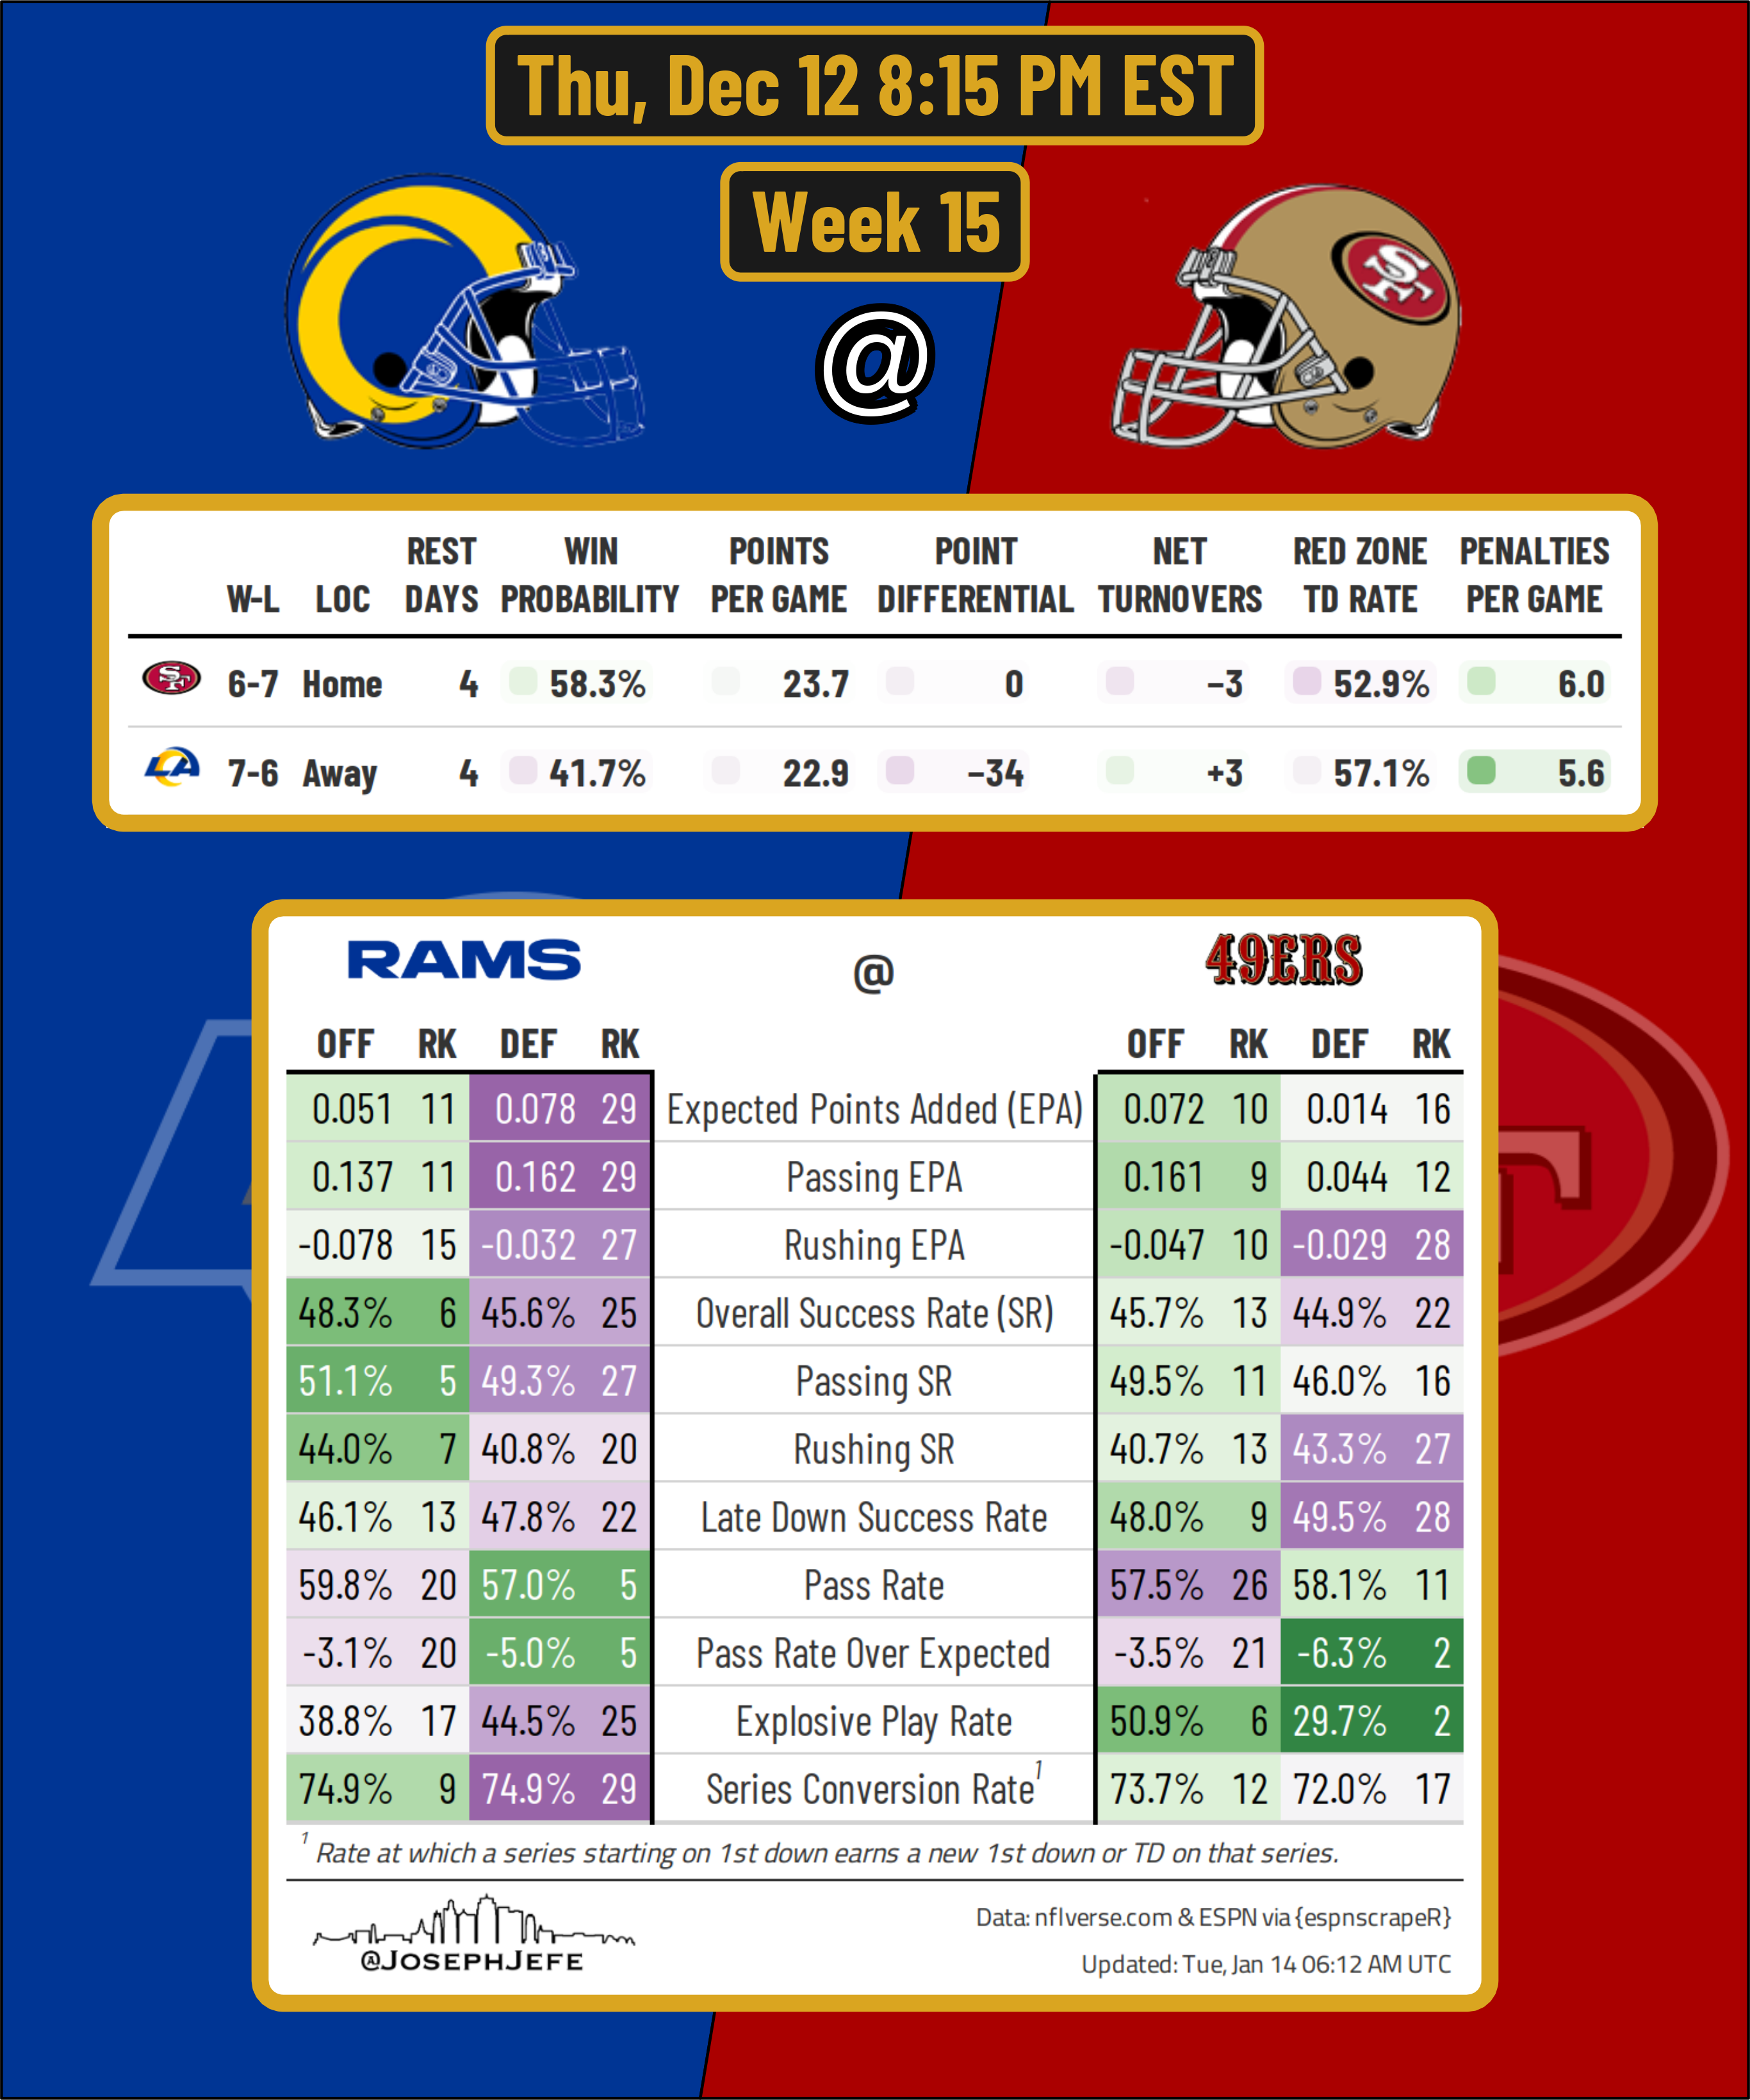 Thu, Dec 12 8:15 PM EST
Week 15
@
SF
W-L LOC REST DAYS WIN PROBABILITY POINTS PER GAME POINT DIFFERENTIAL NET TURNOVERS RED ZONE TD RATE PENALTIES PER GAME
SF 6-7 Home 4 58.3% 23.7 0 −3 52.9% 6.0
LA 7-6 Away 4 41.7% 22.9 −34 +3 57.1% 5.6
RAMS @ 49ERS
OFF RK DEF RK OFF RK DEF RK
0.051 11 0.078 29 Expected Points Added (EPA) 0.072 10 0.014 16
0.137 11 0.162 29 Passing EPA 0.161 9 0.044 12
-0.078 15 -0.032 27 Rushing EPA -0.047 10 -0.029 28
48.3% 6 45.6% 25 Overall Success Rate (SR) 45.7% 13 44.9% 22
51.1% 5 49.3% 27 Passing SR 49.5% 11 46.0% 16
44.0% 7 40.8% 20 Rushing SR 40.7% 13 43.3% 27
46.1% 13 47.8% 22 Late Down Success Rate 48.0% 9 49.5% 28
59.8% 20 57.0% 5 Pass Rate 57.5% 26 58.1% 11
-3.1% 20 -5.0% 5 Pass Rate Over Expected -3.5% 21 -6.3% 2
38.8% 17 44.5% 25 Explosive Play Rate 50.9% 6 29.7% 2
74.9% 9 74.9% 29 Series Conversion Rate¹ 73.7% 12 72.0% 17
¹ Rate at which a series starting on 1st down earns a new 1st down or TD on that series.
@JOSEPHJEFE
Data: nflverse.com & ESPN via {espnscrapeR}
Updated: Tue, Jan 14 06:12 AM UTC